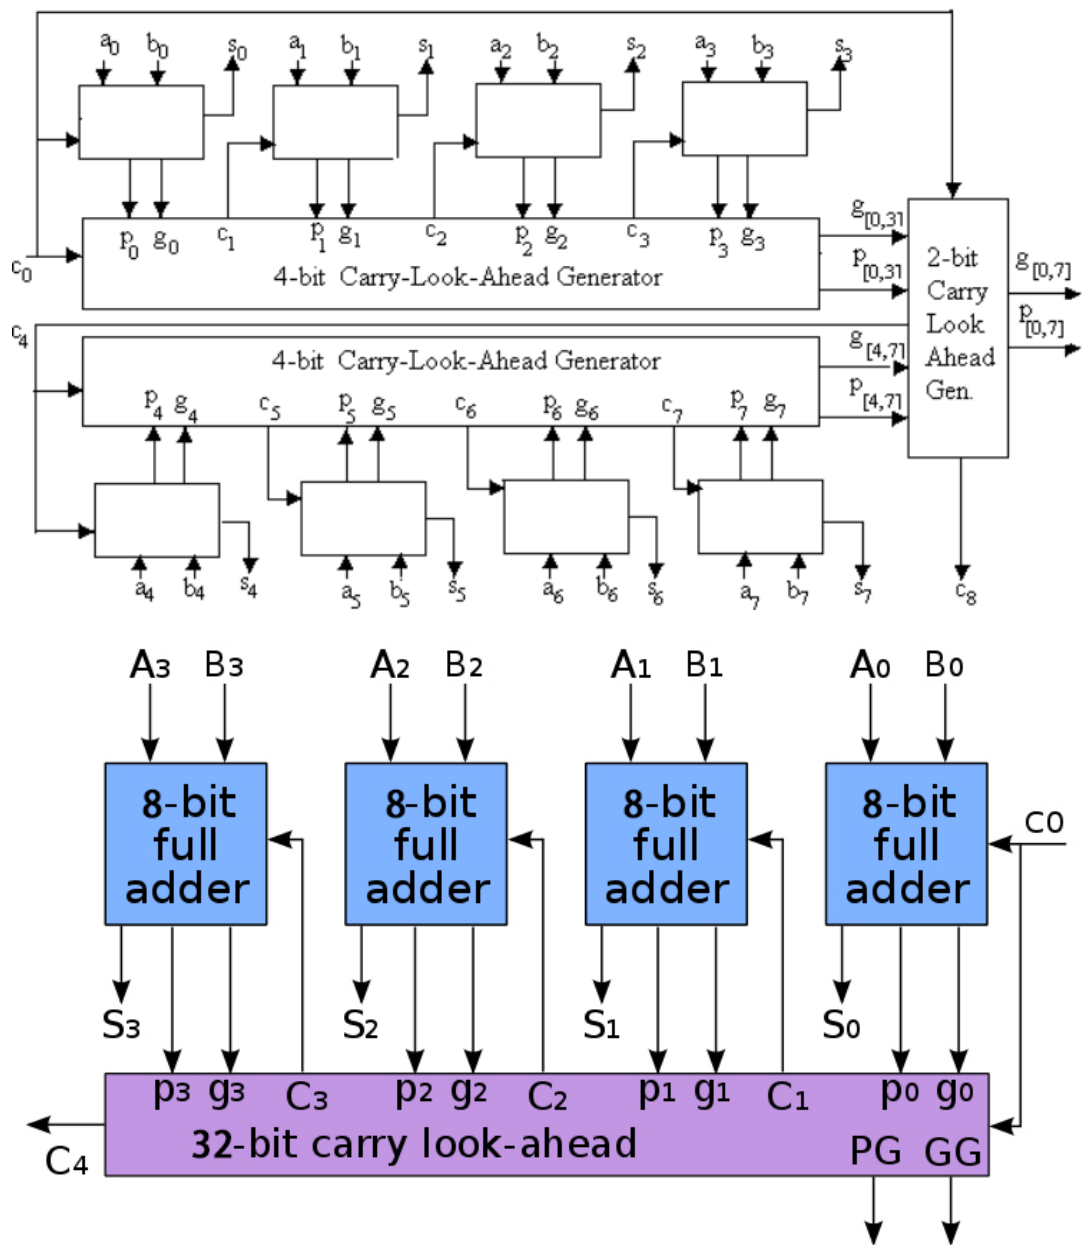 a0 b0 s0 a1 b1 s1 a2 b2 s2 a3 b3 s3
p0 g0 c1 p1 g1 c2 p2 g2 c3 p3 g3
g[0,3]
p[0,3]
c0
4-bit Carry-Look-Ahead Generator
2-bit
Carry
Look
Ahead
Gen.
g[0,7]
p[0,7]
c4
4-bit Carry-Look-Ahead Generator
g[4,7]
p[4,7]
p4 g4 c5 p5 g5 c6 p6 g6 c7 p7 g7
a4 b4 s4 a5 b5 s5 a6 b6 s6 a7 b7 s7 c8
A3 B3 A2 B2 A1 B1 A0 B0
8-bit
full
adder
8-bit
full
adder
8-bit
full
adder
8-bit
full
adder
c0
S3 S2 S1 S0
p3 g3 C3 p2 g2 C2 p1 g1 C1 p0 g0
32-bit carry look-ahead
PG GG
C4